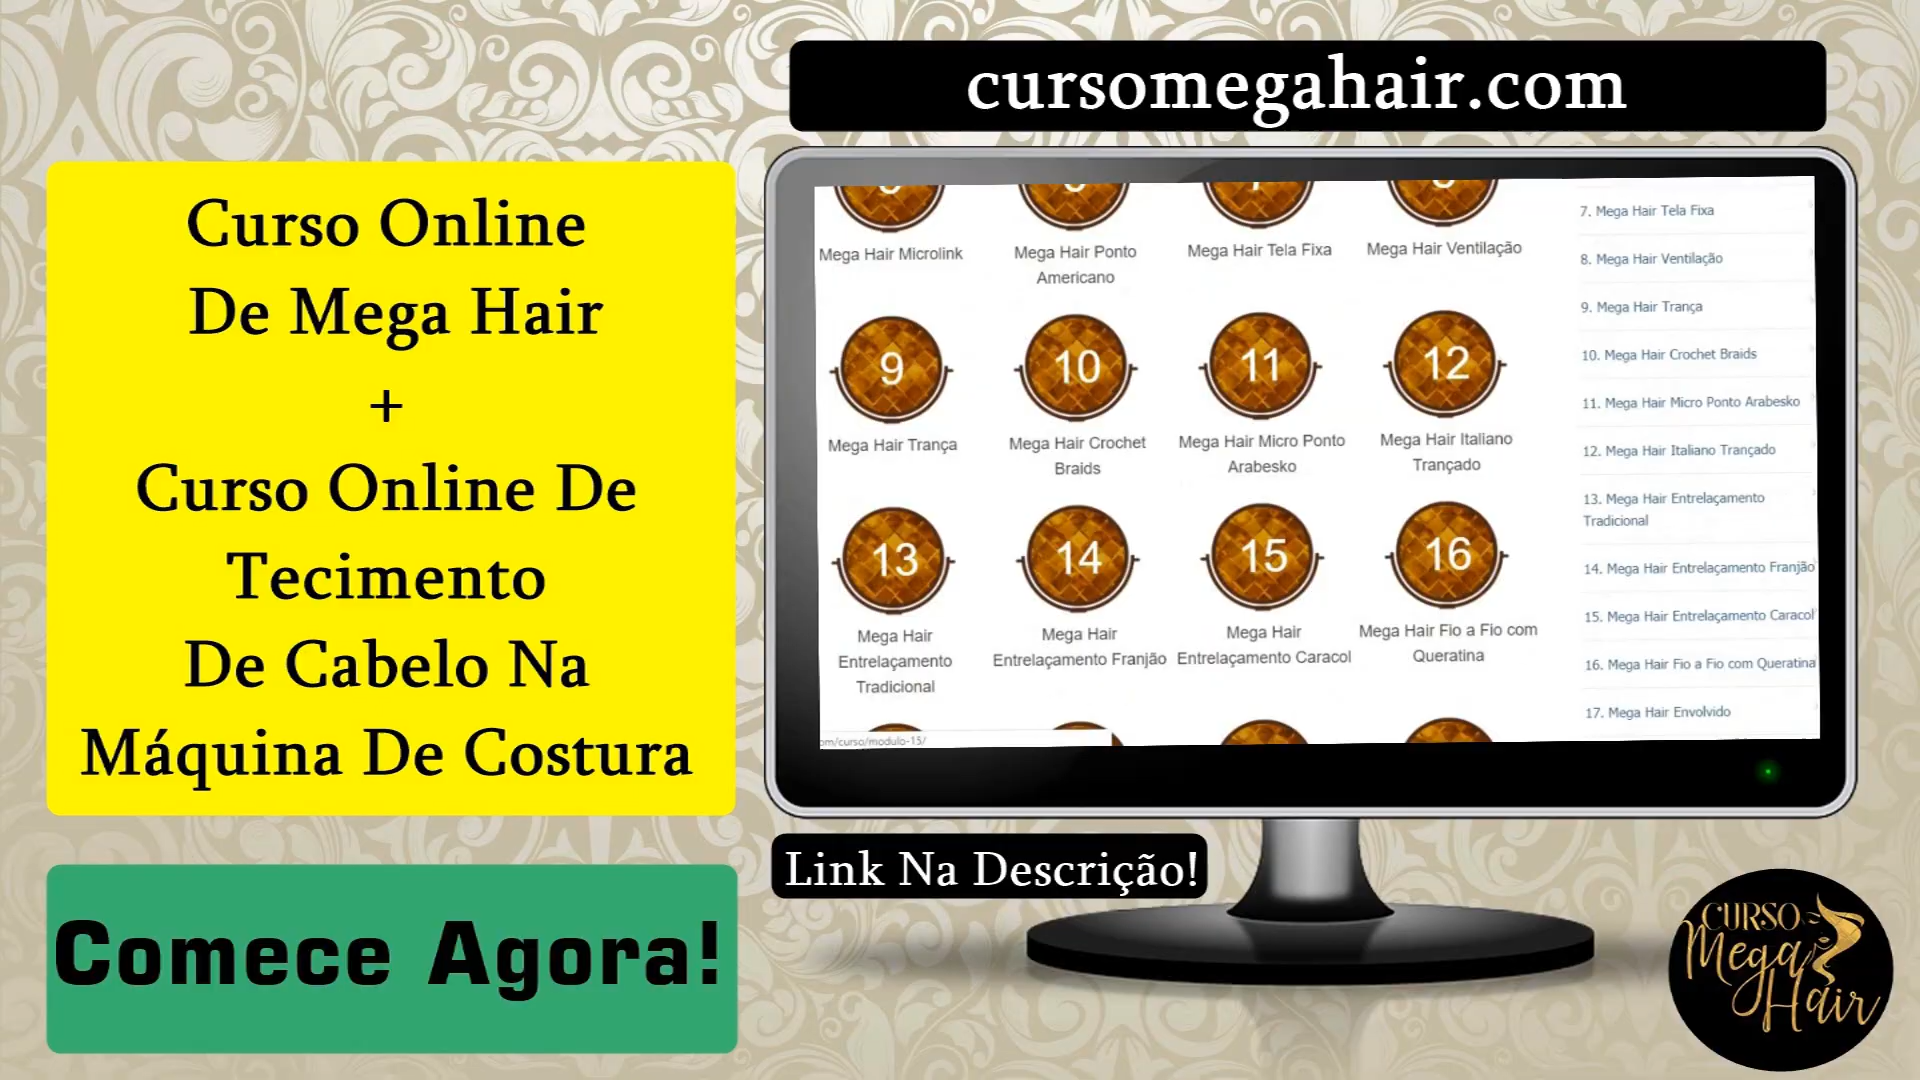 cursomegahair.com
Curso Online
De Mega Hair
+
Curso Online De
Tecimento
De Cabelo Na
Máquina De Costura
Comece Agora!
Mega Hair Microlink
Mega Hair Ponto
Americano
Mega Hair Tela Fixa
Mega Hair Ventilação
9
10
11
12
Mega Hair Trança
Mega Hair Crochet
Braids
Mega Hair Micro Ponto
Arabesko
Mega Hair Italiano
Trançado
13
14
15
16
Mega Hair
Entrelaçamento
Tradicional
Mega Hair
Entrelaçamento Franjão
Mega Hair
Entrelaçamento Caracol
Mega Hair Fio a Fio com
Queratina
om/curso/modulo-15/
7. Mega Hair Tela Fixa
8. Mega Hair Ventilação
9. Mega Hair Trança
10. Mega Hair Crochet Braids
11. Mega Hair Micro Ponto Arabesko
12. Mega Hair Italiano Trançado
13. Mega Hair Entrelaçamento
Tradicional
14. Mega Hair Entrelaçamento Franjão
15. Mega Hair Entrelaçamento Caracol
16. Mega Hair Fio a Fio com Queratina
17. Mega Hair Envolvido
Link Na Descrição!
CURSO
Mega
Hair